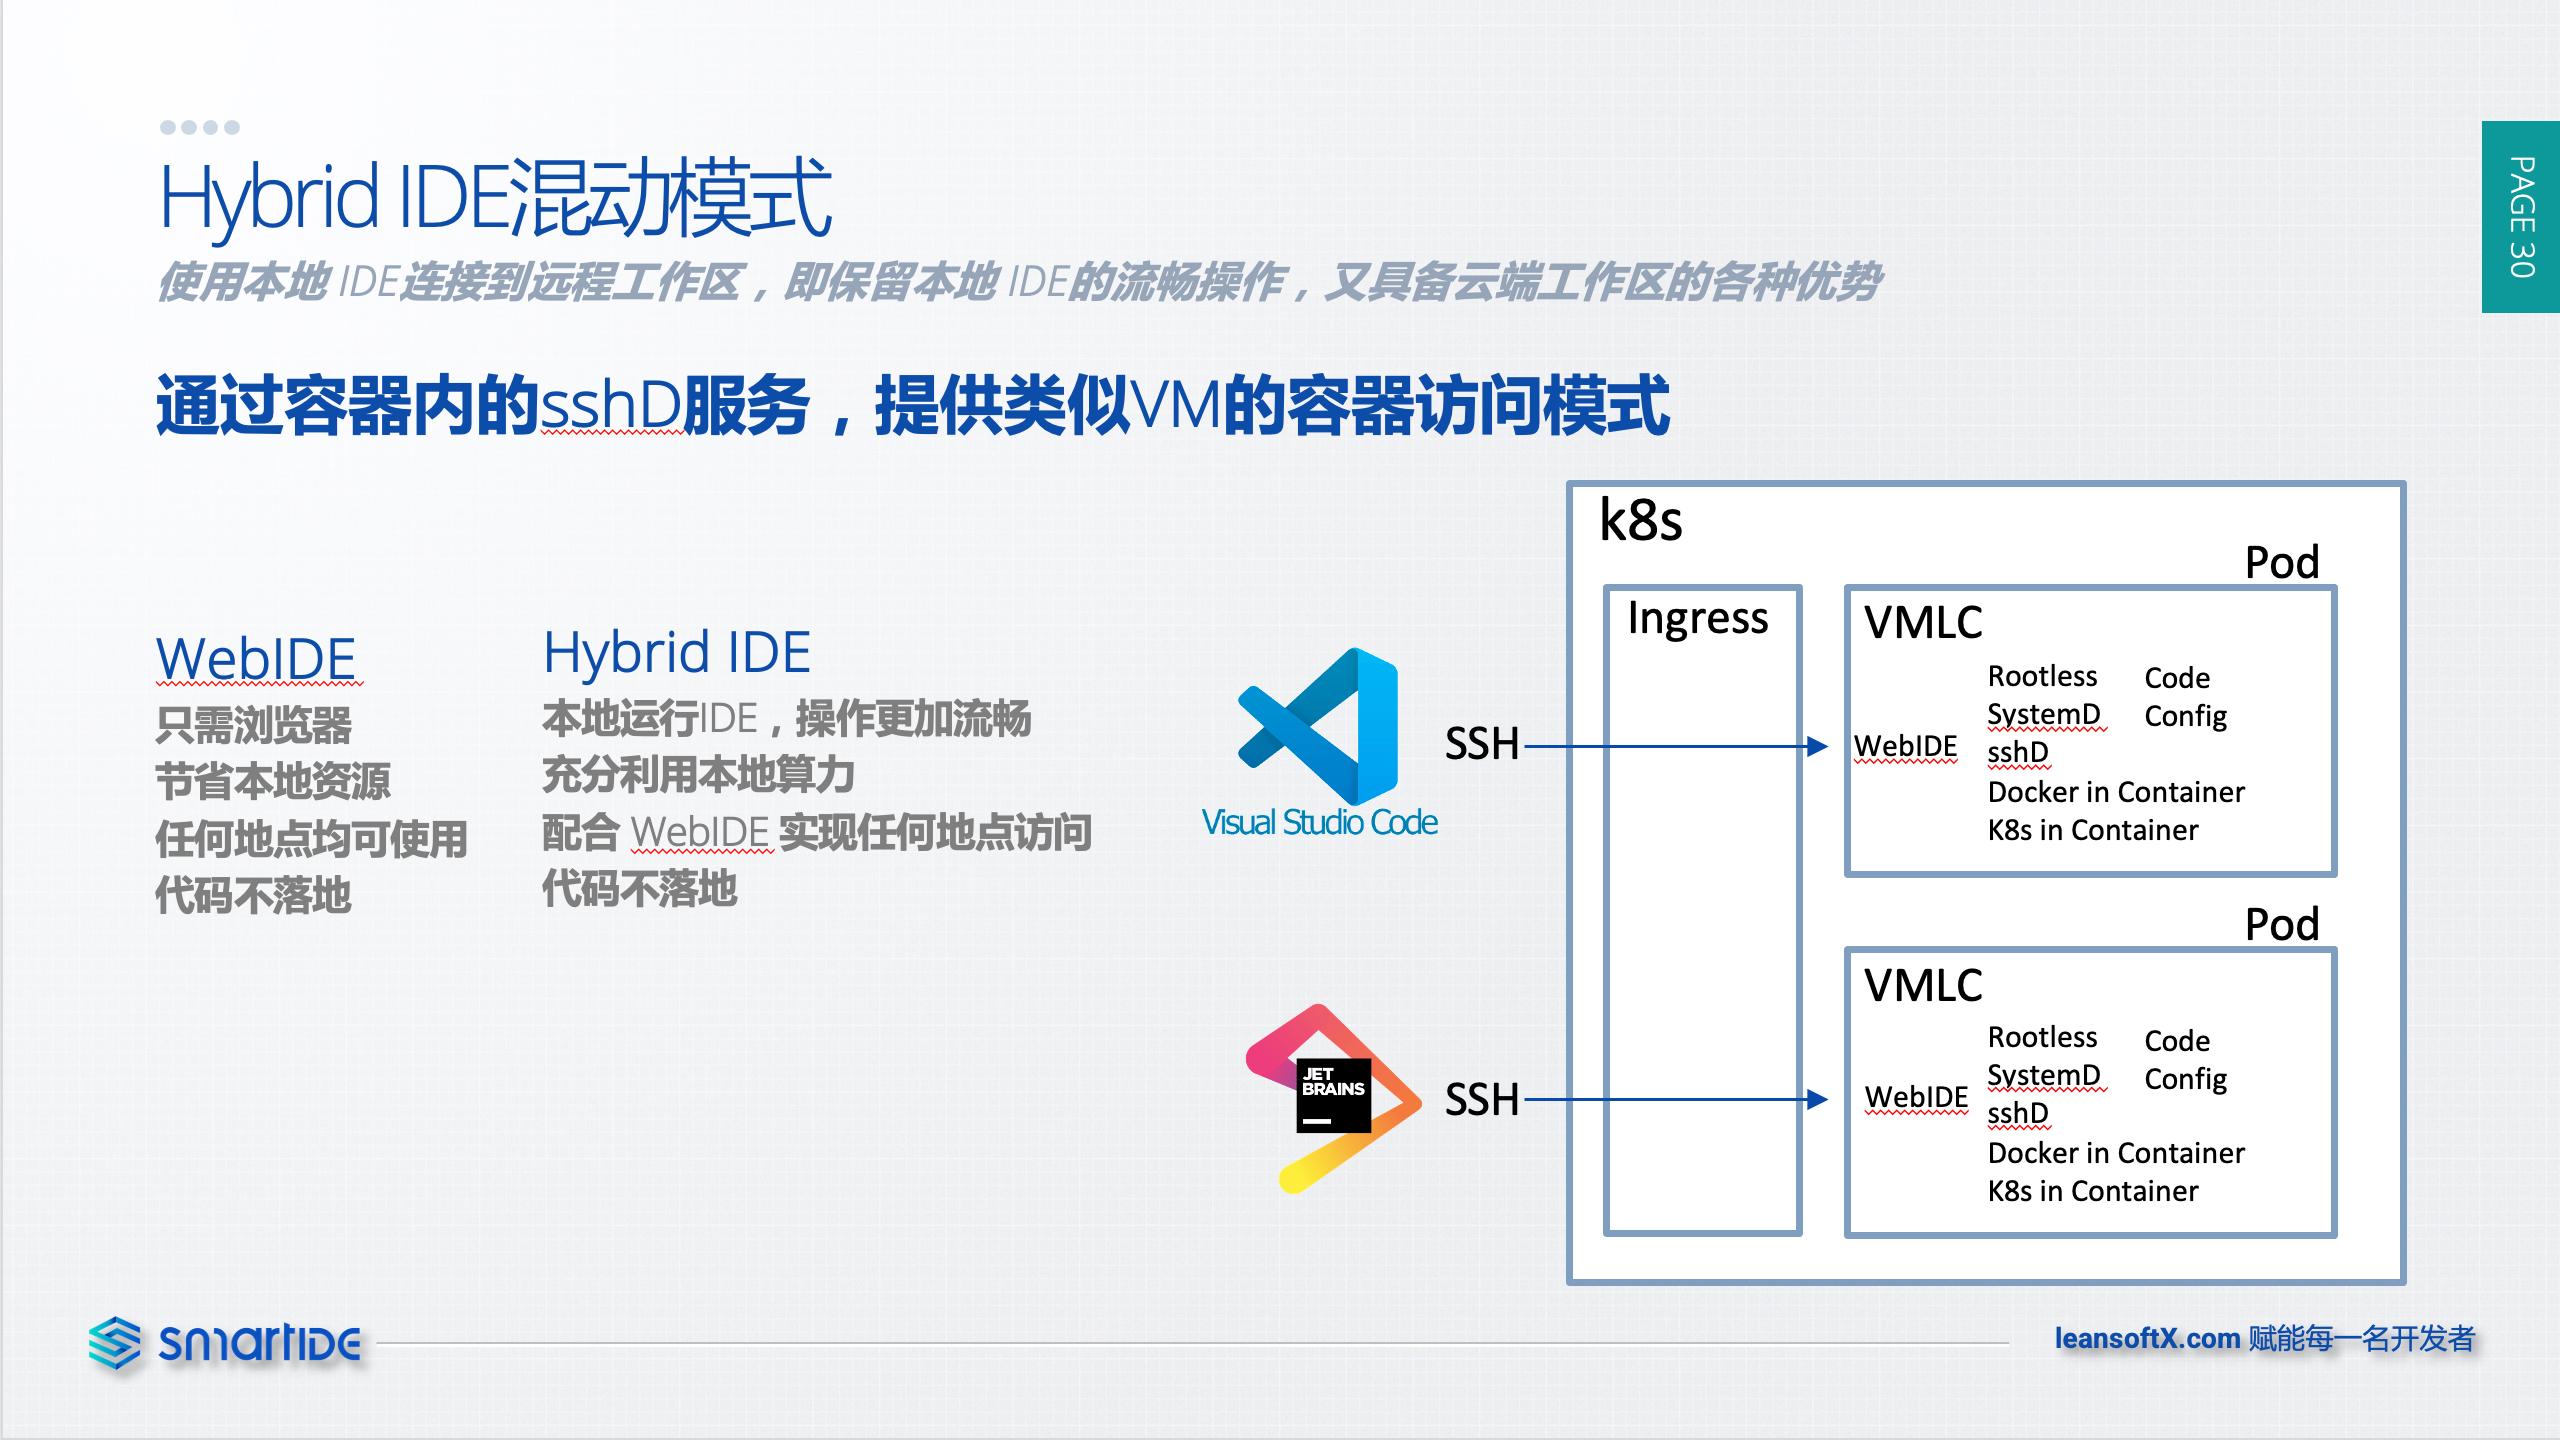 PAGE 30
Hybrid IDE混动模式
使用本地 IDE连接到远程工作区，即保留本地 IDE的流畅操作，又具备云端工作区的各种优势
通过容器内的sshD服务，提供类似VM的容器访问模式
WebIDE
只需浏览器
节省本地资源
任何地点均可使用
代码不落地
Hybrid IDE
本地运行IDE，操作更加流畅
充分利用本地算力
配合 WebIDE 实现任何地点访问
代码不落地
Visual Studio Code
SSH
JET
BRAINS
SSH
k8s
Ingress
Pod
VMLC
WebIDE
Rootless
SystemD
sshD
Docker in Container
K8s in Container
Code
Config
Pod
VMLC
WebIDE
Rootless
SystemD
sshD
Docker in Container
K8s in Container
Code
Config
smartIDE
leansoftX.com 赋能每一名开发者